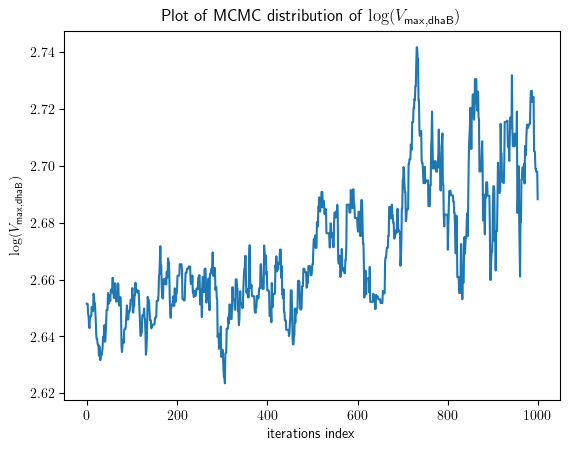 Plot of MCMC distribution of log(V_max,dhaB)
log(V_max,dhaB)
2.74
2.72
2.70
2.68
2.66
2.64
2.62
0 200 400 600 800 1000
iterations index